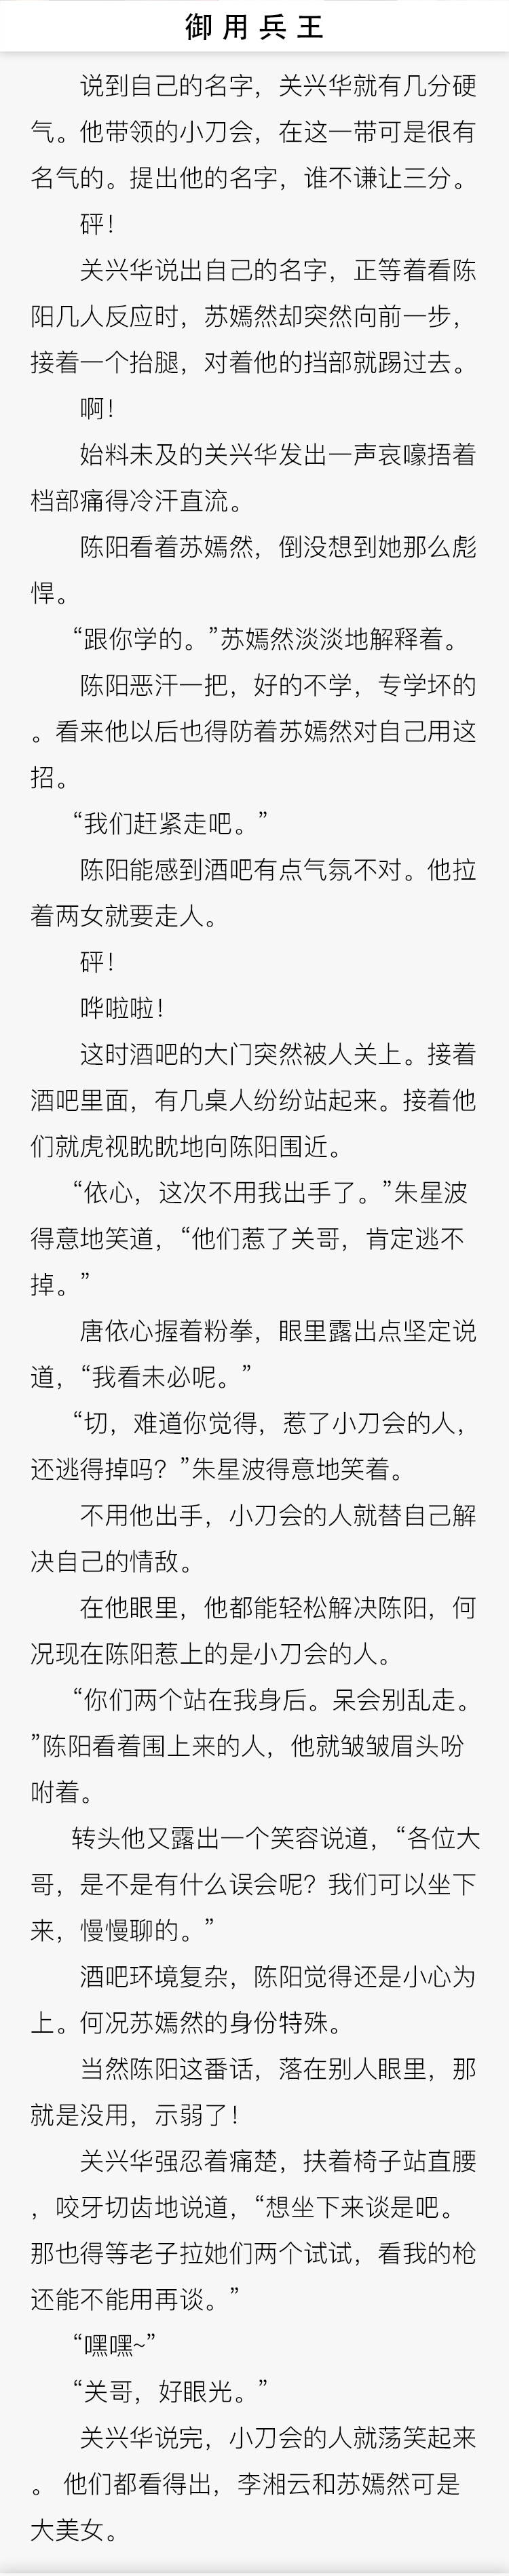 御用兵王
说到自己的名字，关兴华就有几分硬
气。他带领的小刀会，在这一带可是很有
名气的。提出他的名字，谁不谦让三分。
砰！
关兴华说出自己的名字，正等着看陈
阳几人反应时，苏嫣然却突然向前一步，
接着一个抬腿，对着他的挡部就踢过去。
啊！
始料未及的关兴华发出一声哀嚎捂着
档部痛得冷汗直流。
陈阳看着苏嫣然，倒没想到她那么彪
悍。
“跟你学的。”苏嫣然淡淡地解释着。
陈阳恶汗一把，好的不学，专学坏的
。看来他以后也得防着苏嫣然对自己用这
招。
“我们赶紧走吧。”
陈阳能感到酒吧有点气氛不对。他拉
着两女就要走人。
砰！
哗啦啦！
这时酒吧的大门突然被人关上。接着
酒吧里面，有几桌人纷纷站起来。接着他
们就虎视眈眈地向陈阳围近。
“依心，这次不用我出手了。”朱星波
得意地笑道，“他们惹了关哥，肯定逃不
掉。”
唐依心握着粉拳，眼里露出点坚定说
道，“我看未必呢。”
“切，难道你觉得，惹了小刀会的人，
还逃得掉吗？”朱星波得意地笑着。
不用他出手，小刀会的人就替自己解
决自己的情敌。
在他眼里，他都能轻松解决陈阳，何
况现在陈阳惹上的是小刀会的人。
“你们两个站在我身后。呆会别乱走。
”陈阳看着围上来的人，他就皱皱眉头吩
咐着。
转头他又露出一个笑容说道，“各位大
哥，是不是有什么误会呢？我们可以坐下
来，慢慢聊的。”
酒吧环境复杂，陈阳觉得还是小心为
上。何况苏嫣然的身份特殊。
当然陈阳这番话，落在别人眼里，那
就是没用，示弱了！
关兴华强忍着痛楚，扶着椅子站直腰
，咬牙切齿地说道，“想坐下来谈是吧。
那也得等老子拉她们两个试试，看我的枪
还能不能用再谈。”
“嘿嘿~”
“关哥，好眼光。”
关兴华说完，小刀会的人就荡笑起来
。 他们都看得出，李湘云和苏嫣然可是
大美女。